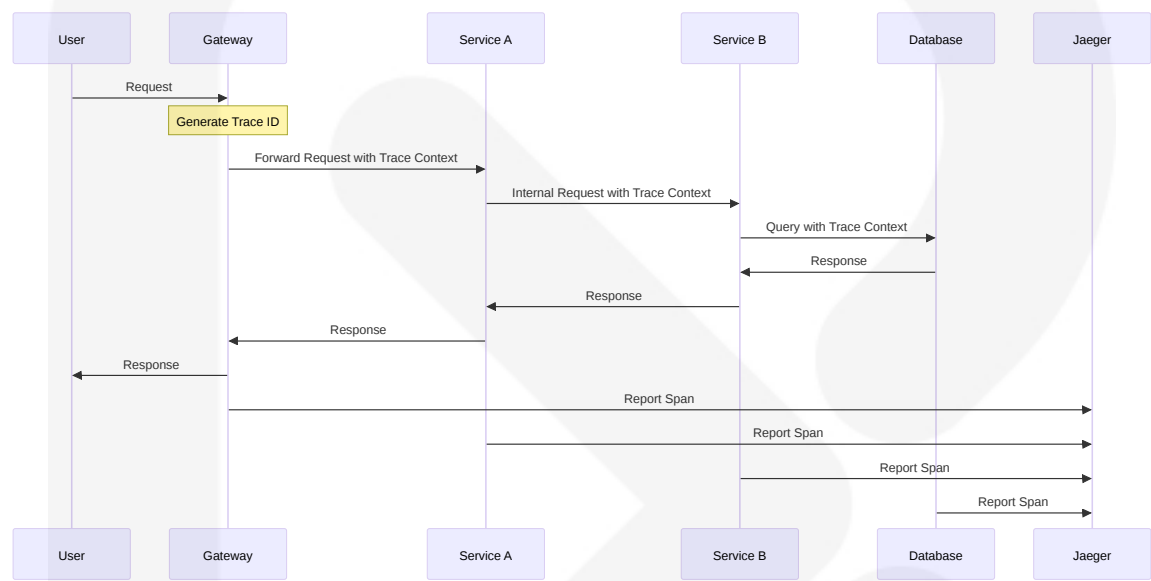 User
Gateway
Service A
Service B
Database
Jaeger
Request
Generate Trace ID
Forward Request with Trace Context
Internal Request with Trace Context
Query with Trace Context
Response
Response
Response
Response
Report Span
Report Span
Report Span
Report Span
User
Gateway
Service A
Service B
Database
Jaeger